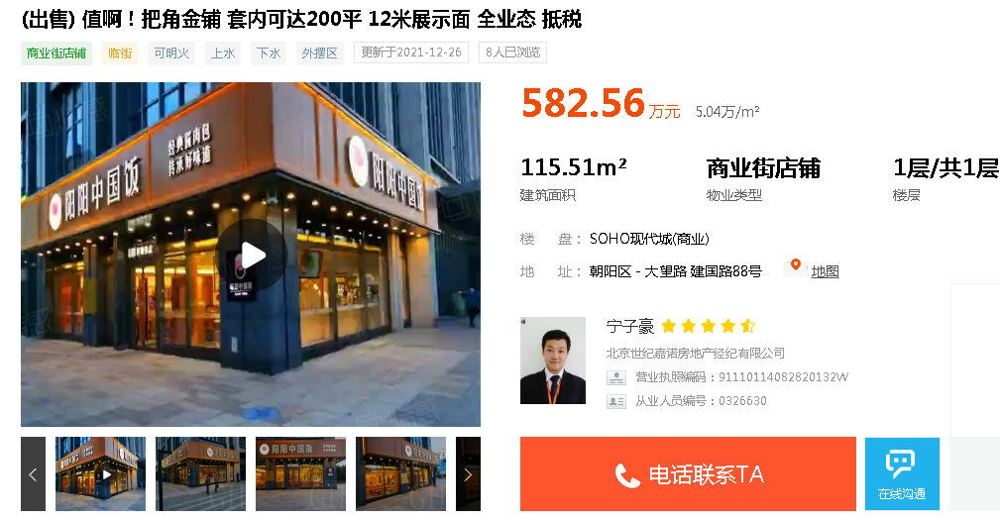 (出售) 值啊！把角金铺 套内可达200平 12米展示面 全业态 抵税
商业街店铺 临街 可明火 上水 下水 外摆区 更新于2021-12-26 8人已浏览
阳阳中国饭
经典腐肉包
传承好味道
阳阳中国饭
582.56 万元 5.04万/m²
115.51m² 商业街店铺 1层/共1层
建筑面积 物业类型 楼层
楼 盘： SOHO现代城(商业)
地 址： 朝阳区 - 大望路 建国路88号 地图
宁子豪
北京世纪嘉诺房地产经纪有限公司
营业执照编码：91110114082820132W
从业人员编号：0326630
阳阳中国饭
电话联系TA
在线沟通